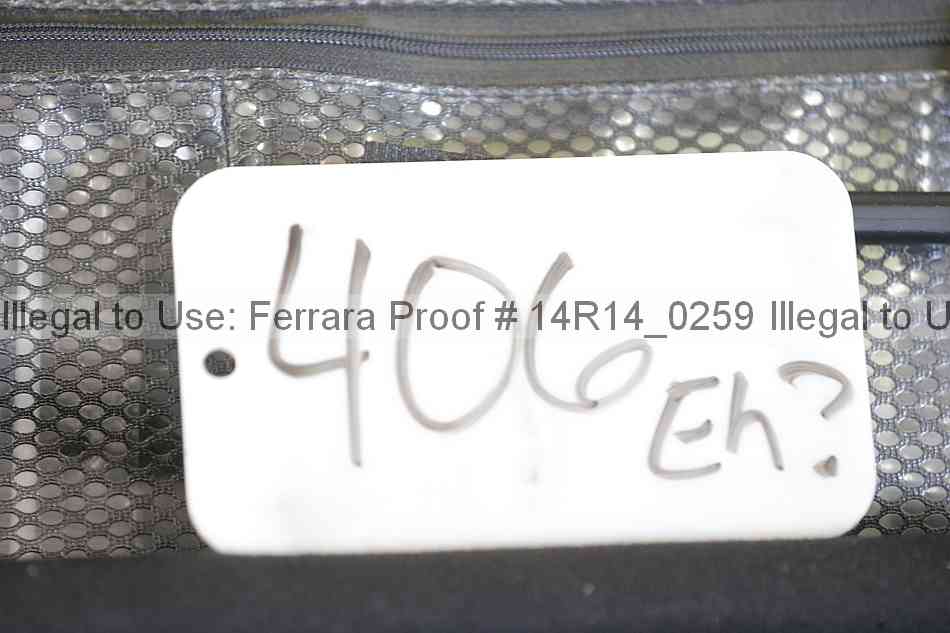 406
Illegal to Use: Ferrara Proof # 14R14_0259 Illegal to U
Eh?